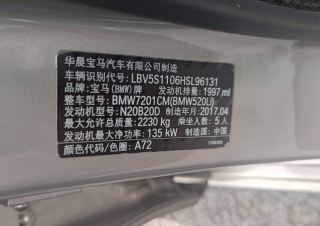 华晨宝马汽车有限公司制造
车辆识别代号: LBV5S1106HSL96131
品牌: 宝马(BMW)牌 发动机排量: 1997 ml
整车型号: BMW7201CM(BMW520Li)
发动机型号: N20B20D 制造年月: 2017.04
最大允许总质量: 2230 kg 乘坐人数: 5 人
发动机最大净功率: 135 kW 制造国: 中国
颜色代码/色圈: A72